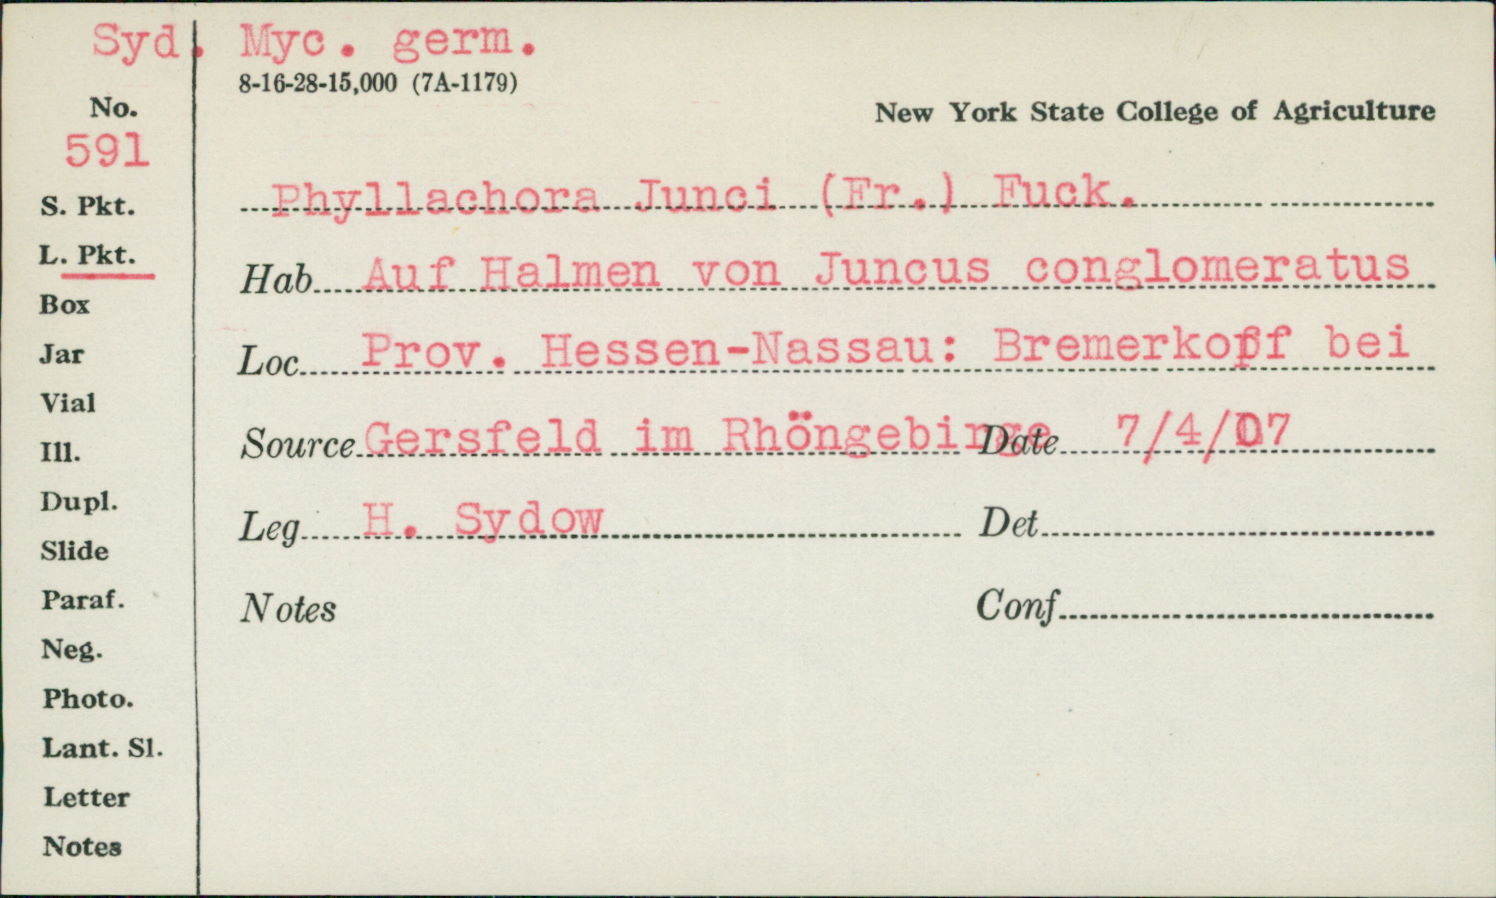 Syd. Myc. germ.
8-16-28-15,000 (7A-1179)
No.
591
New York State College of Agriculture
S. Pkt.
L. Pkt.
Box
Jar
Vial
Ill.
Dupl.
Slide
Paraf.
Neg.
Photo.
Lant. Sl.
Letter
Notes
Phyllachora Junci (Fr.) Fuck.
Hab Auf Halmen von Juncus conglomeratus
Loc Prov. Hessen-Nassau: Bremerkopf bei
Source Gersfeld im Rhöngebirge Date 7/4/07
Leg H. Sydow Det
Notes Conf